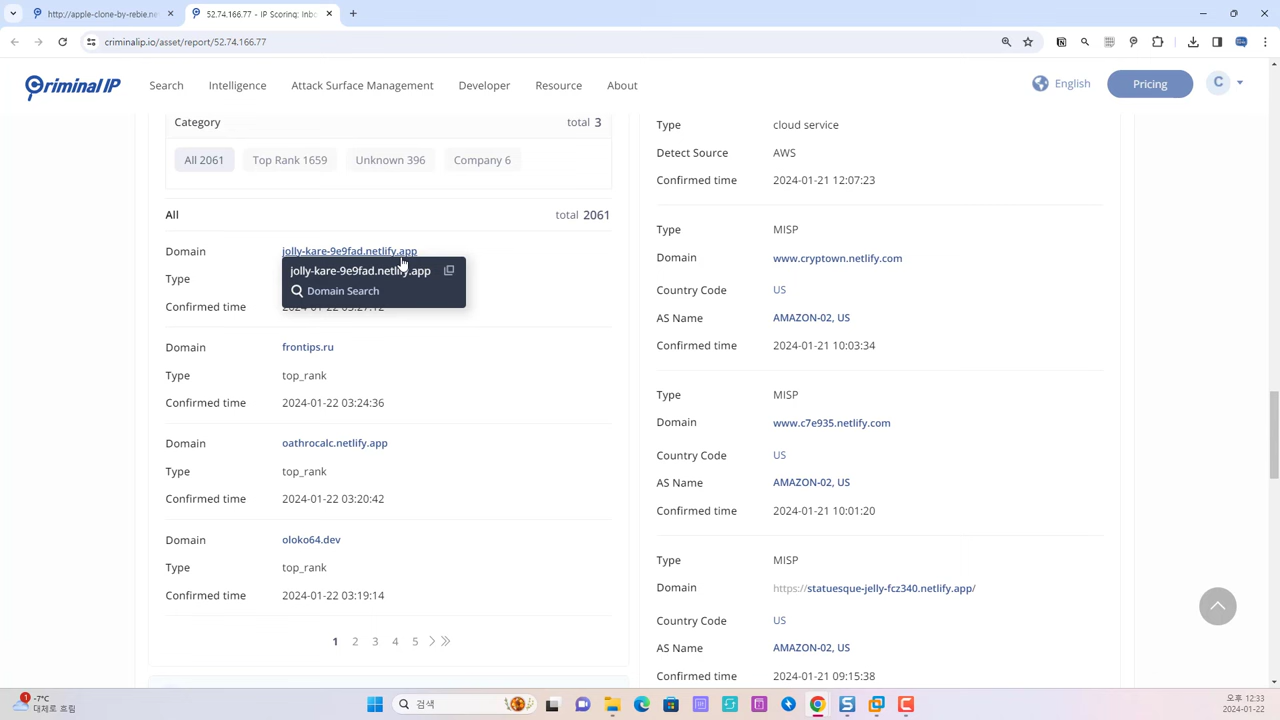 http://apple-clone-by-rebie.net
52.74.166.77 - IP Scoring: Inbo
criminalip.io/asset/report/52.74.166.77
Criminal IP
Search
Intelligence
Attack Surface Management
Developer
Resource
About
English
Pricing
C
Category
total 3
All 2061
Top Rank 1659
Unknown 396
Company 6
All
total 2061
Domain
jolly-kare-9e9fad.netlify.app
jolly-kare-9e9fad.netlify.app
Type
Domain Search
Confirmed time
Domain
frontips.ru
Type
top_rank
Confirmed time
2024-01-22 03:24:36
Domain
oathrocalc.netlify.app
Type
top_rank
Confirmed time
2024-01-22 03:20:42
Domain
oloko64.dev
Type
top_rank
Confirmed time
2024-01-22 03:19:14
1 2 3 4 5
Type
cloud service
Detect Source
AWS
Confirmed time
2024-01-21 12:07:23
Type
MISP
Domain
www.cryptown.netlify.com
Country Code
US
AS Name
AMAZON-02, US
Confirmed time
2024-01-21 10:03:34
Type
MISP
Domain
www.c7e935.netlify.com
Country Code
US
AS Name
AMAZON-02, US
Confirmed time
2024-01-21 10:01:20
Type
MISP
Domain
https://statuesque-jelly-fcz340.netlify.app/
Country Code
US
AS Name
AMAZON-02, US
Confirmed time
2024-01-21 09:15:38
1
-7°C
대체로 흐림
검색
오후 12:33
2024-01-22